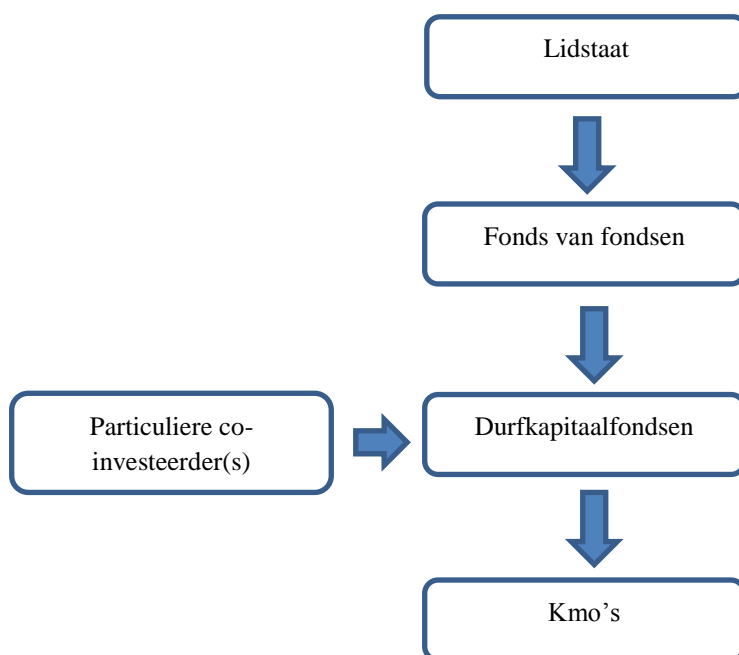 Lidstaat
Fonds van fondsen
Particuliere co-
investeerder(s)
Durfkapitaalfondsen
Kmo’s